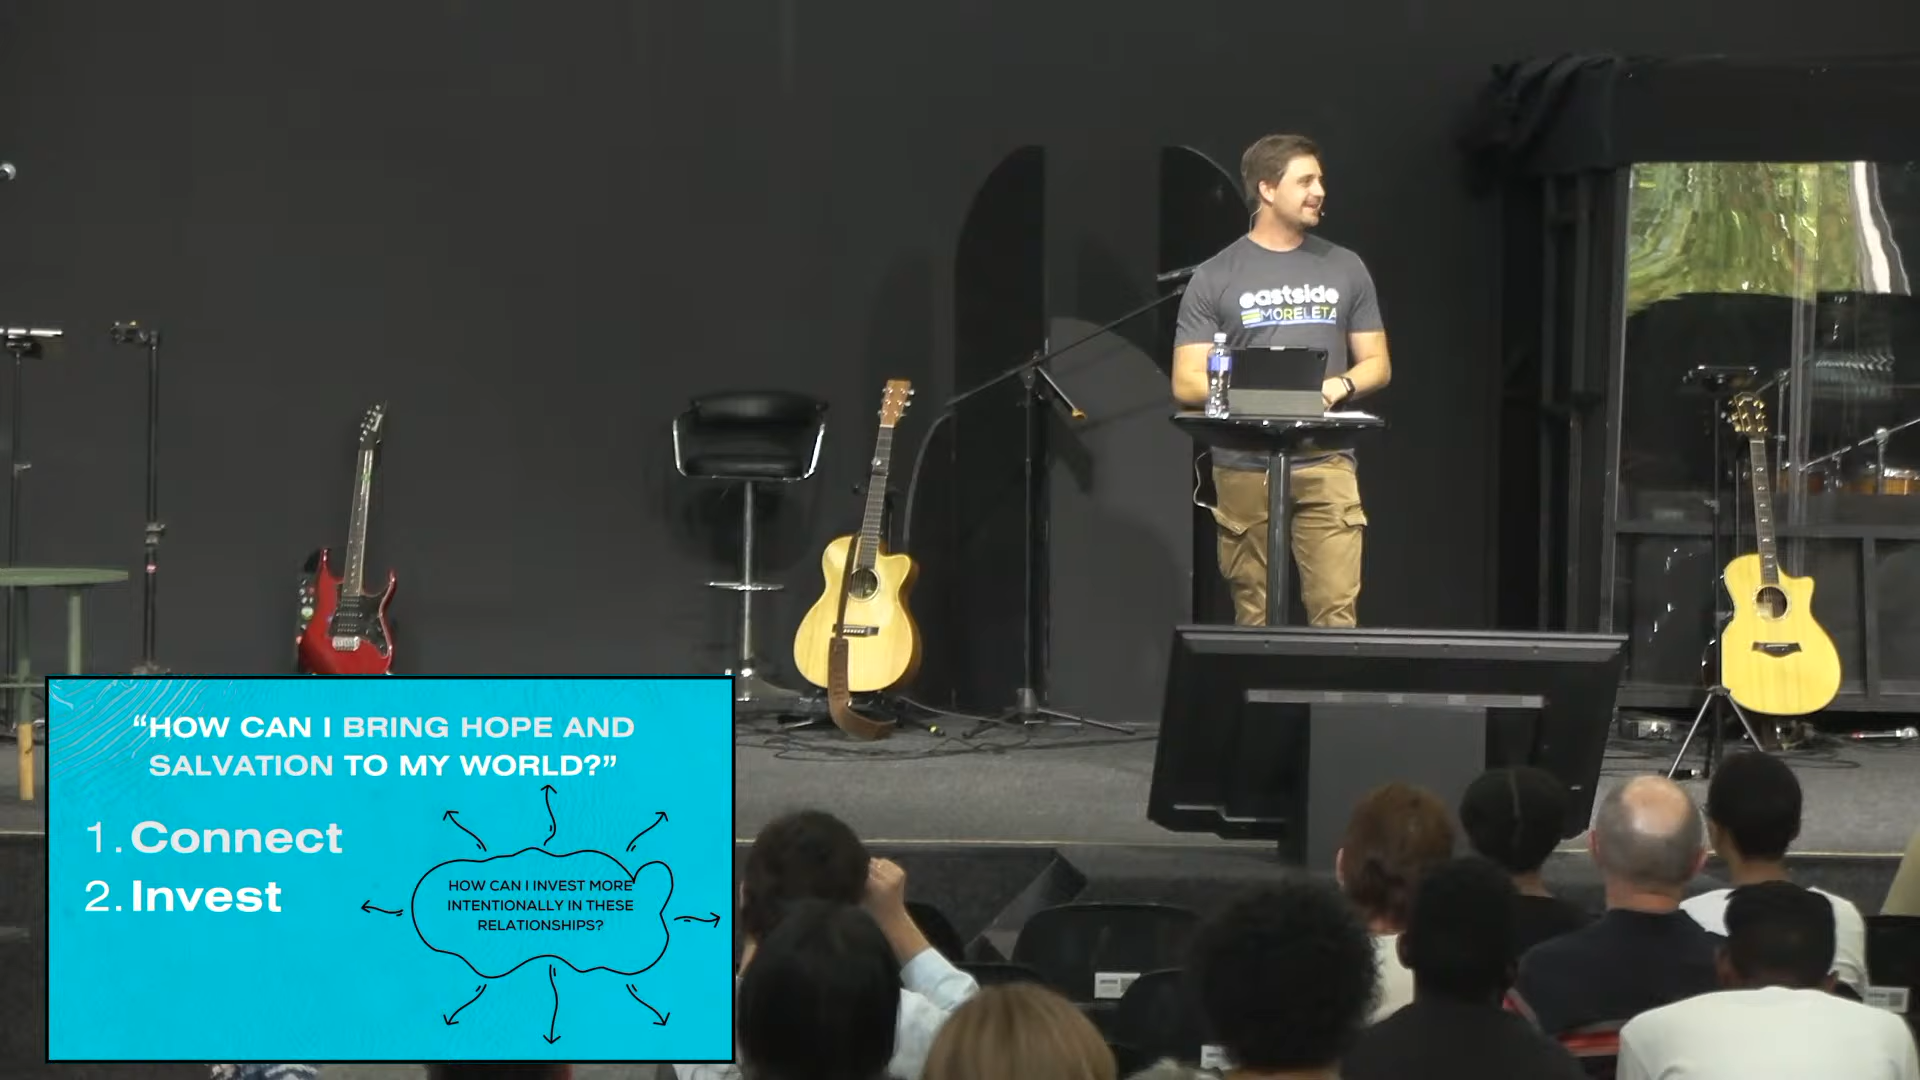 eastside
MORELETA
“HOW CAN I BRING HOPE AND
SALVATION TO MY WORLD?”
1. Connect
2. Invest
HOW CAN I INVEST MORE
INTENTIONALLY IN THESE
RELATIONSHIPS?